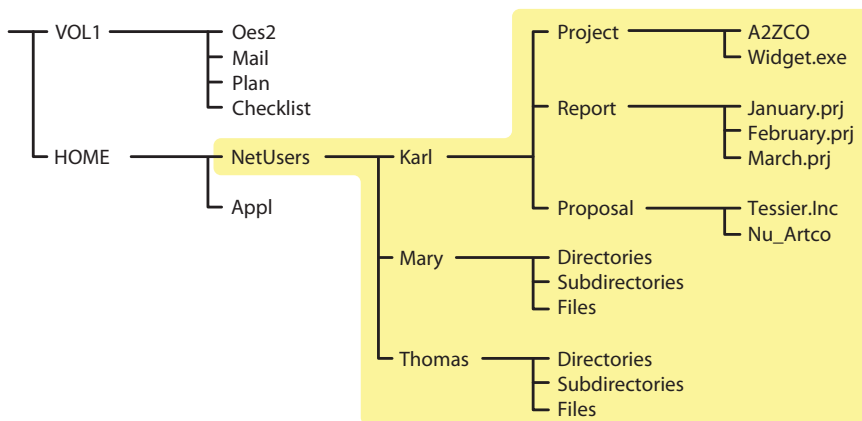 VOL1 Oes2 Project A2ZCO
Mail Widget.exe
Plan
Checklist Report January.prj
February.prj
HOME NetUsers Karl March.prj
Appl Proposal Tessier.Inc
Nu_Artco
Mary Directories
Subdirectories
Files
Thomas Directories
Subdirectories
Files